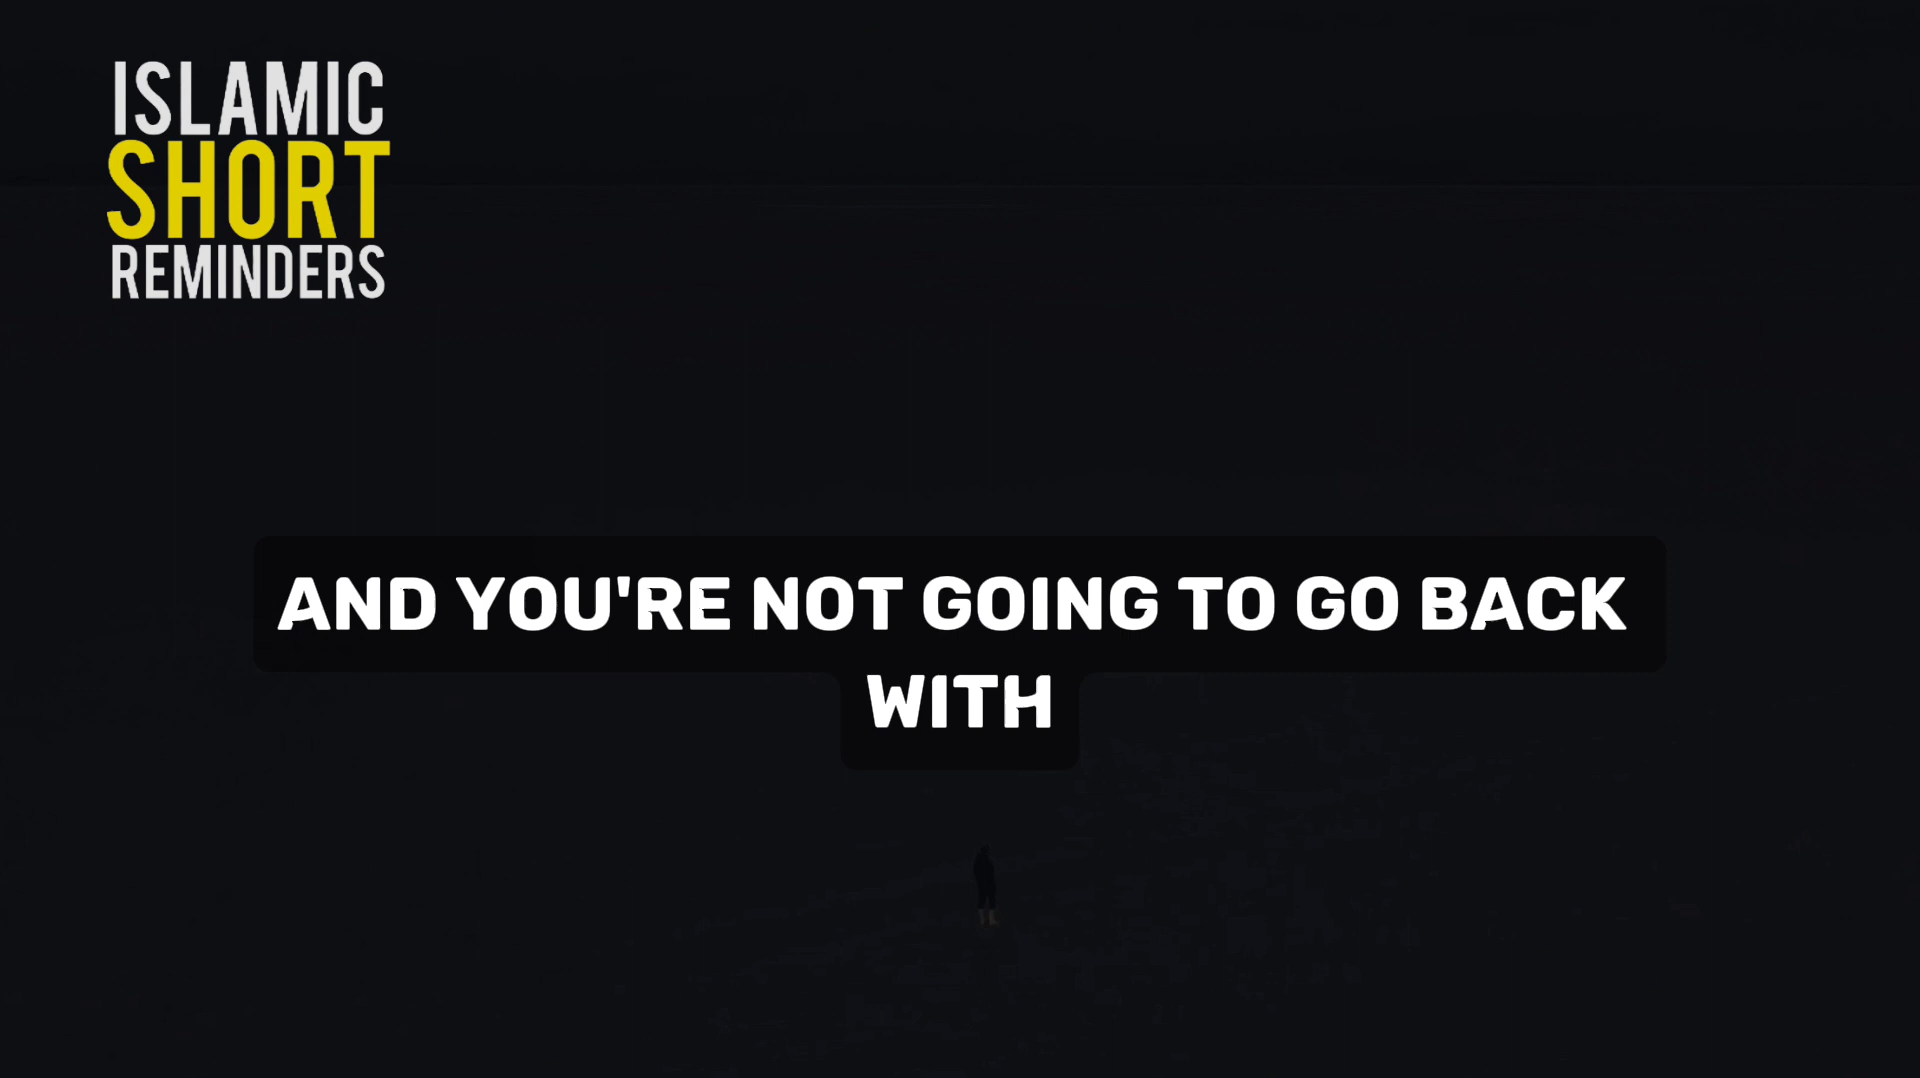 ISLAMIC
SHORT
REMINDERS
AND YOU'RE NOT GOING TO GO BACK
WITH